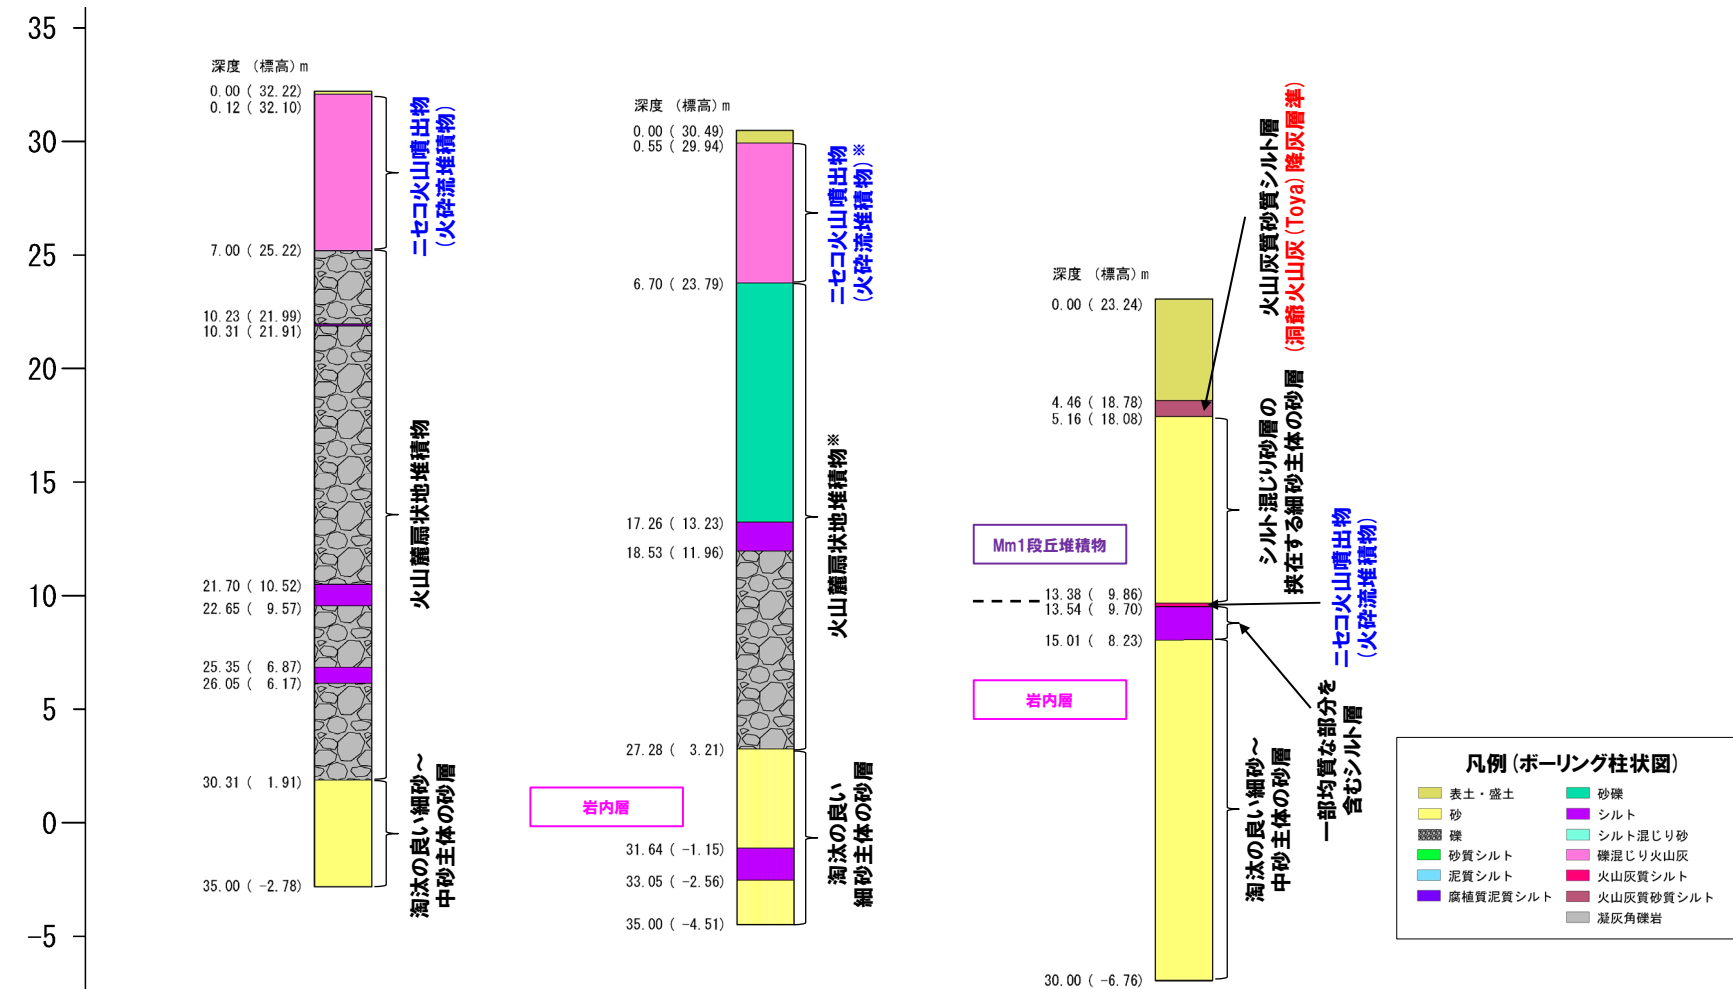 35
30
25
20
15
10
5
0
-5
深度 (標高) m
0.00 ( 32.22)
0.12 ( 32.10)
7.00 ( 25.22)
10.23 ( 21.99)
10.31 ( 21.91)
21.70 ( 10.52)
22.65 ( 9.57)
25.35 ( 6.87)
26.05 ( 6.17)
30.31 ( 1.91)
35.00 ( -2.78)
ニセコ火山噴出物
(火砕流堆積物)
火山麓扇状地堆積物
淘汰の良い細砂~
中砂主体の砂層
深度 (標高) m
0.00 ( 30.49)
0.55 ( 29.94)
6.70 ( 23.79)
17.26 ( 13.23)
18.53 ( 11.96)
27.28 ( 3.21)
31.64 ( -1.15)
33.05 ( -2.56)
35.00 ( -4.51)
ニセコ火山噴出物
(火砕流堆積物)※
火山麓扇状地堆積物※
淘汰の良い
細砂主体の砂層
岩内層
深度 (標高) m
0.00 ( 23.24)
4.46 ( 18.78)
5.16 ( 18.08)
13.38 ( 9.86)
13.54 ( 9.70)
15.01 ( 8.23)
30.00 ( -6.76)
Mm1段丘堆積物
岩内層
火山灰質砂質シルト層
(洞爺火山灰(Toya)降灰層準)
シルト混じり砂層の
挟在する細砂主体の砂層
ニセコ火山噴出物
(火砕流堆積物)
一部均質な部分を
含むシルト層
淘汰の良い細砂~
中砂主体の砂層
凡例(ボーリング柱状図)
表土・盛土
砂
礫
砂質シルト
泥質シルト
腐植質泥質シルト
砂礫
シルト
シルト混じり砂
礫混じり火山灰
火山灰質シルト
火山灰質砂質シルト
凝灰角礫岩